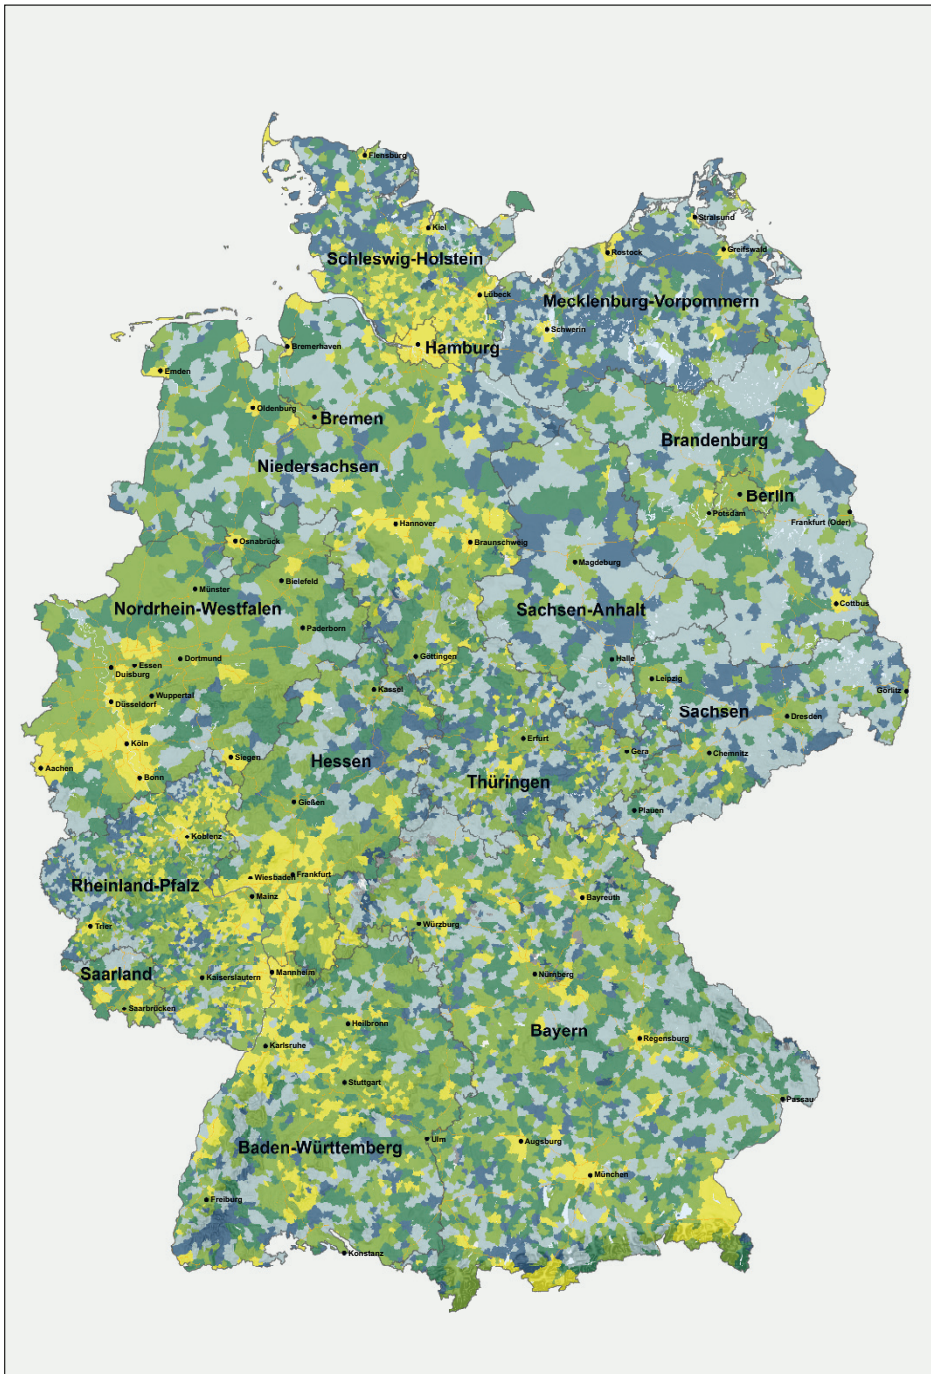 Flensburg
Kiel
Stralsund
Greifswald
Rostock
Schleswig-Holstein
Lübeck
Mecklenburg-Vorpommern
Schwerin
Hamburg
Bremerhaven
Emden
Oldenburg
Bremen
Brandenburg
Niedersachsen
Berlin
Potsdam
Frankfurt (Oder)
Hannover
Osnabrück
Braunschweig
Magdeburg
Bielefeld
Münster
Nordrhein-Westfalen
Sachsen-Anhalt
Cottbus
Paderborn
Göttingen
Dortmund
Essen
Duisburg
Halle
Leipzig
Kassel
Görlitz
Wuppertal
Düsseldorf
Sachsen
Dresden
Köln
Erfurt
Gera
Chemnitz
Siegen
Hessen
Aachen
Bonn
Thüringen
Gießen
Plauen
Koblenz
Wiesbaden
Frankfurt
Rheinland-Pfalz
Mainz
Bayreuth
Trier
Würzburg
Saarland
Kaiserslautern
Mannheim
Nürnberg
Saarbrücken
Heilbronn
Bayern
Regensburg
Karlsruhe
Stuttgart
Passau
Baden-Württemberg
Ulm
Augsburg
München
Freiburg
Konstanz